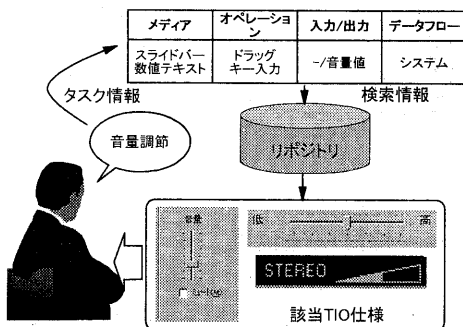 メディア
オペレーション
入力/出力
データフロー
スライドバー
数値テキスト
ドラッグ
キー入力
-/音量値
システム
タスク情報
検索情報
音量調節
リポジトリ
音量
低
高
STEREO
該当TIO仕様